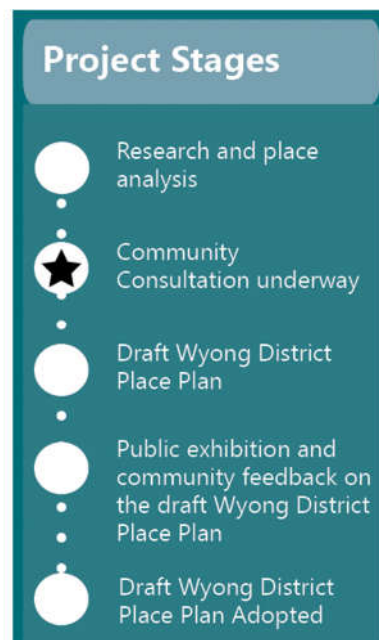 Project Stages
Research and place
analysis
Community
Consultation underway
Draft Wyong District
Place Plan
Public exhibition and
community feedback on
the draft Wyong District
Place Plan
Draft Wyong District
Place Plan Adopted